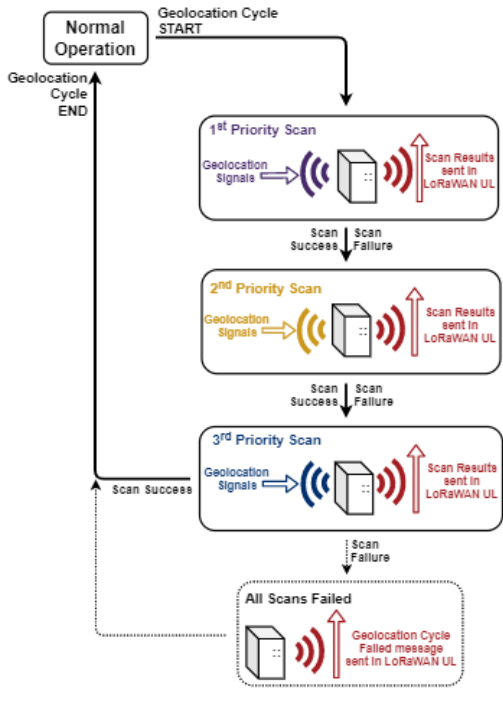 Normal
Operation
Geolocation Cycle
START
Geolocation
Cycle
END
1st Priority Scan
Geolocation
Signals
Scan Results
sent in
LoRaWAN UL
Scan
Success
Scan
Failure
2nd Priority Scan
Geolocation
Signals
Scan Results
sent in
LoRaWAN UL
Scan
Success
Scan
Failure
3rd Priority Scan
Geolocation
Signals
Scan Results
sent in
LoRaWAN UL
Scan Success
Scan
Failure
All Scans Failed
Geolocation Cycle
Failed message
sent in LoRaWAN UL